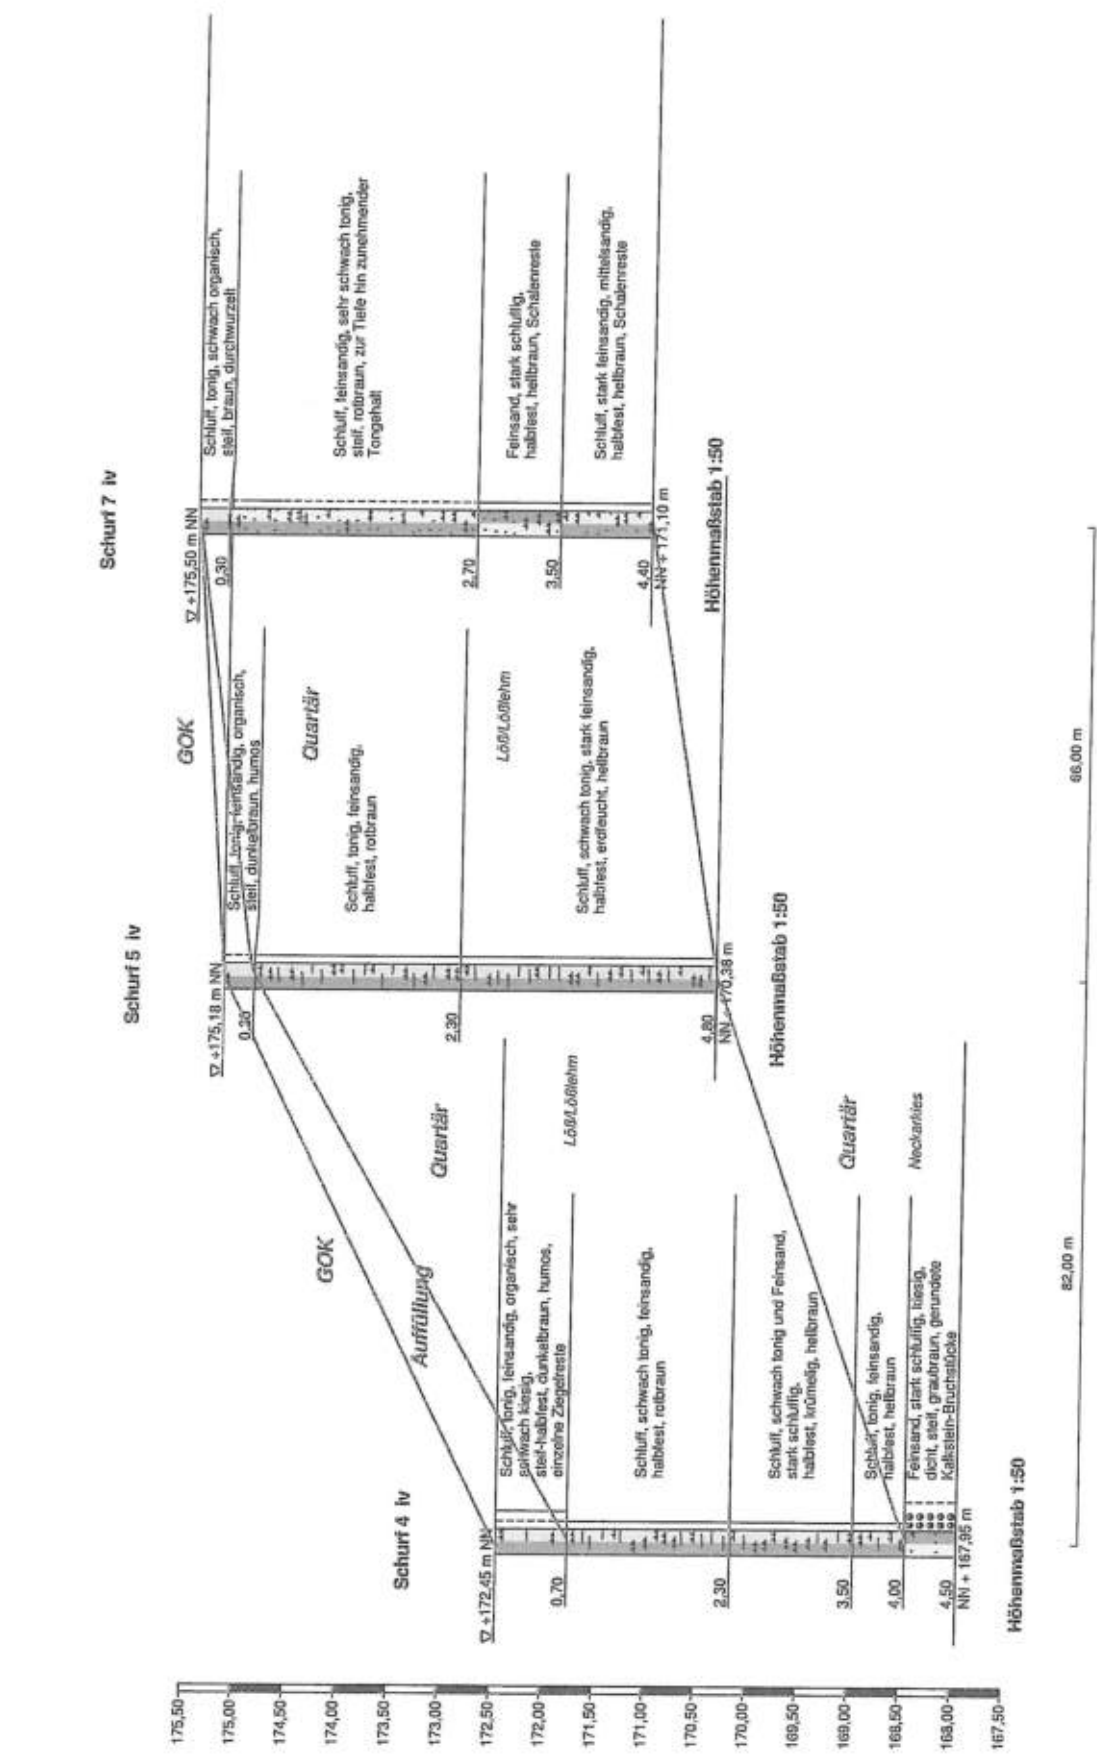 Schurf 7 iv
∇ +175,50 m NN
0,30
2,70
3,50
4,40
NN + 171,10 m
Schluff, tonig, schwach organisch,
steif, braun, durchwurzelt
Schluff, feinsandig, sehr schwach tonig,
steif, rotbraun, zur Tiefe hin zunehmender
Tongehalt
Feinsand, stark schluffig,
halbfest, hellbraun, Schalenreste
Schluff, stark feinsandig, mittelsandig,
halbfest, hellbraun, Schalenreste
Höhenmaßstab 1:50
GOK
Quartär
Löß/Lößlehm
66,00 m
Schurf 5 iv
∇ +175,18 m NN
2,30
4,80
NN + 170,38 m
Schluff, tonig, feinsandig, organisch,
steif, dunkelbraun, humos
Schluff, tonig, feinsandig,
halbfest, rotbraun
Schluff, schwach tonig, stark feinsandig,
halbfest, erdfeucht, hellbraun
Höhenmaßstab 1:50
GOK
Auffüllung
Quartär
Löß/Lößlehm
Quartär
Neckarkies
82,00 m
Schurf 4 iv
∇ +172,45 m NN
0,70
2,30
3,50
4,00
4,50
NN + 167,95 m
Schluff, tonig, feinsandig, organisch, sehr
schwach kiesig,
steif-halbfest, dunkelbraun, humos,
einzelne Ziegelreste
Schluff, schwach tonig, feinsandig,
halbfest, rotbraun
Schluff, schwach tonig und Feinsand,
stark schluffig,
halbfest, krümelig, hellbraun
Schluff, tonig, feinsandig,
halbfest, hellbraun
Feinsand, stark schluffig, kiesig,
dicht, steif, graubraun, gerundete
Kalkstein-Bruchstücke
Höhenmaßstab 1:50
175,50
175,00
174,50
174,00
173,50
173,00
172,50
172,00
171,50
171,00
170,50
170,00
169,50
169,00
168,50
168,00
167,50